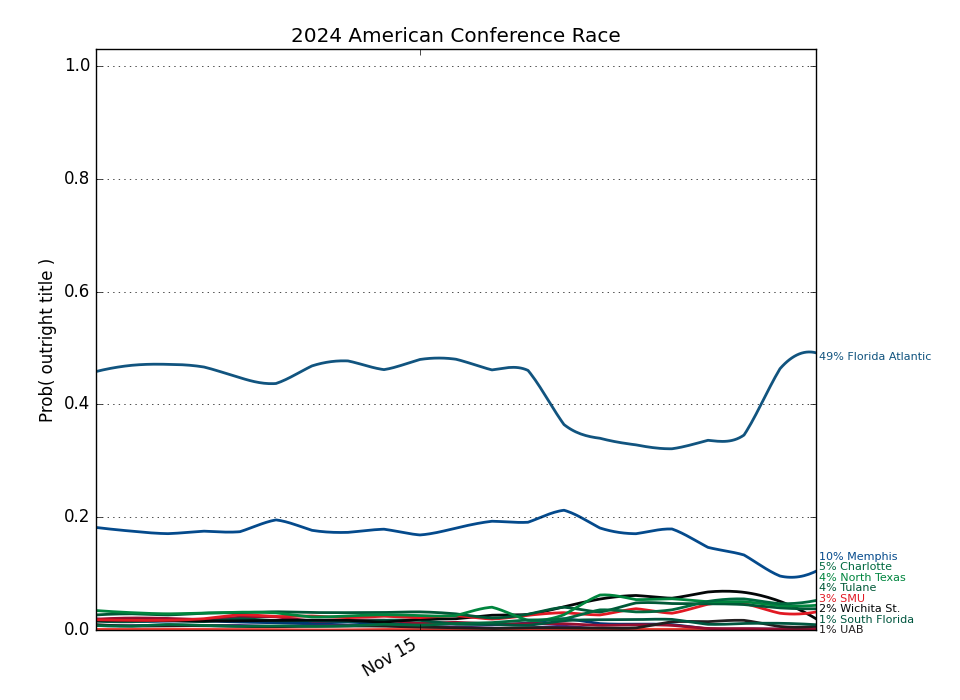 2024 American Conference Race
1.0
0.8
0.6
0.4
0.2
0.0
Prob( outright title )
Nov 15
49% Florida Atlantic
10% Memphis
5% Charlotte
4% North Texas
4% Tulane
3% SMU
2% Wichita St.
1% South Florida
1% UAB